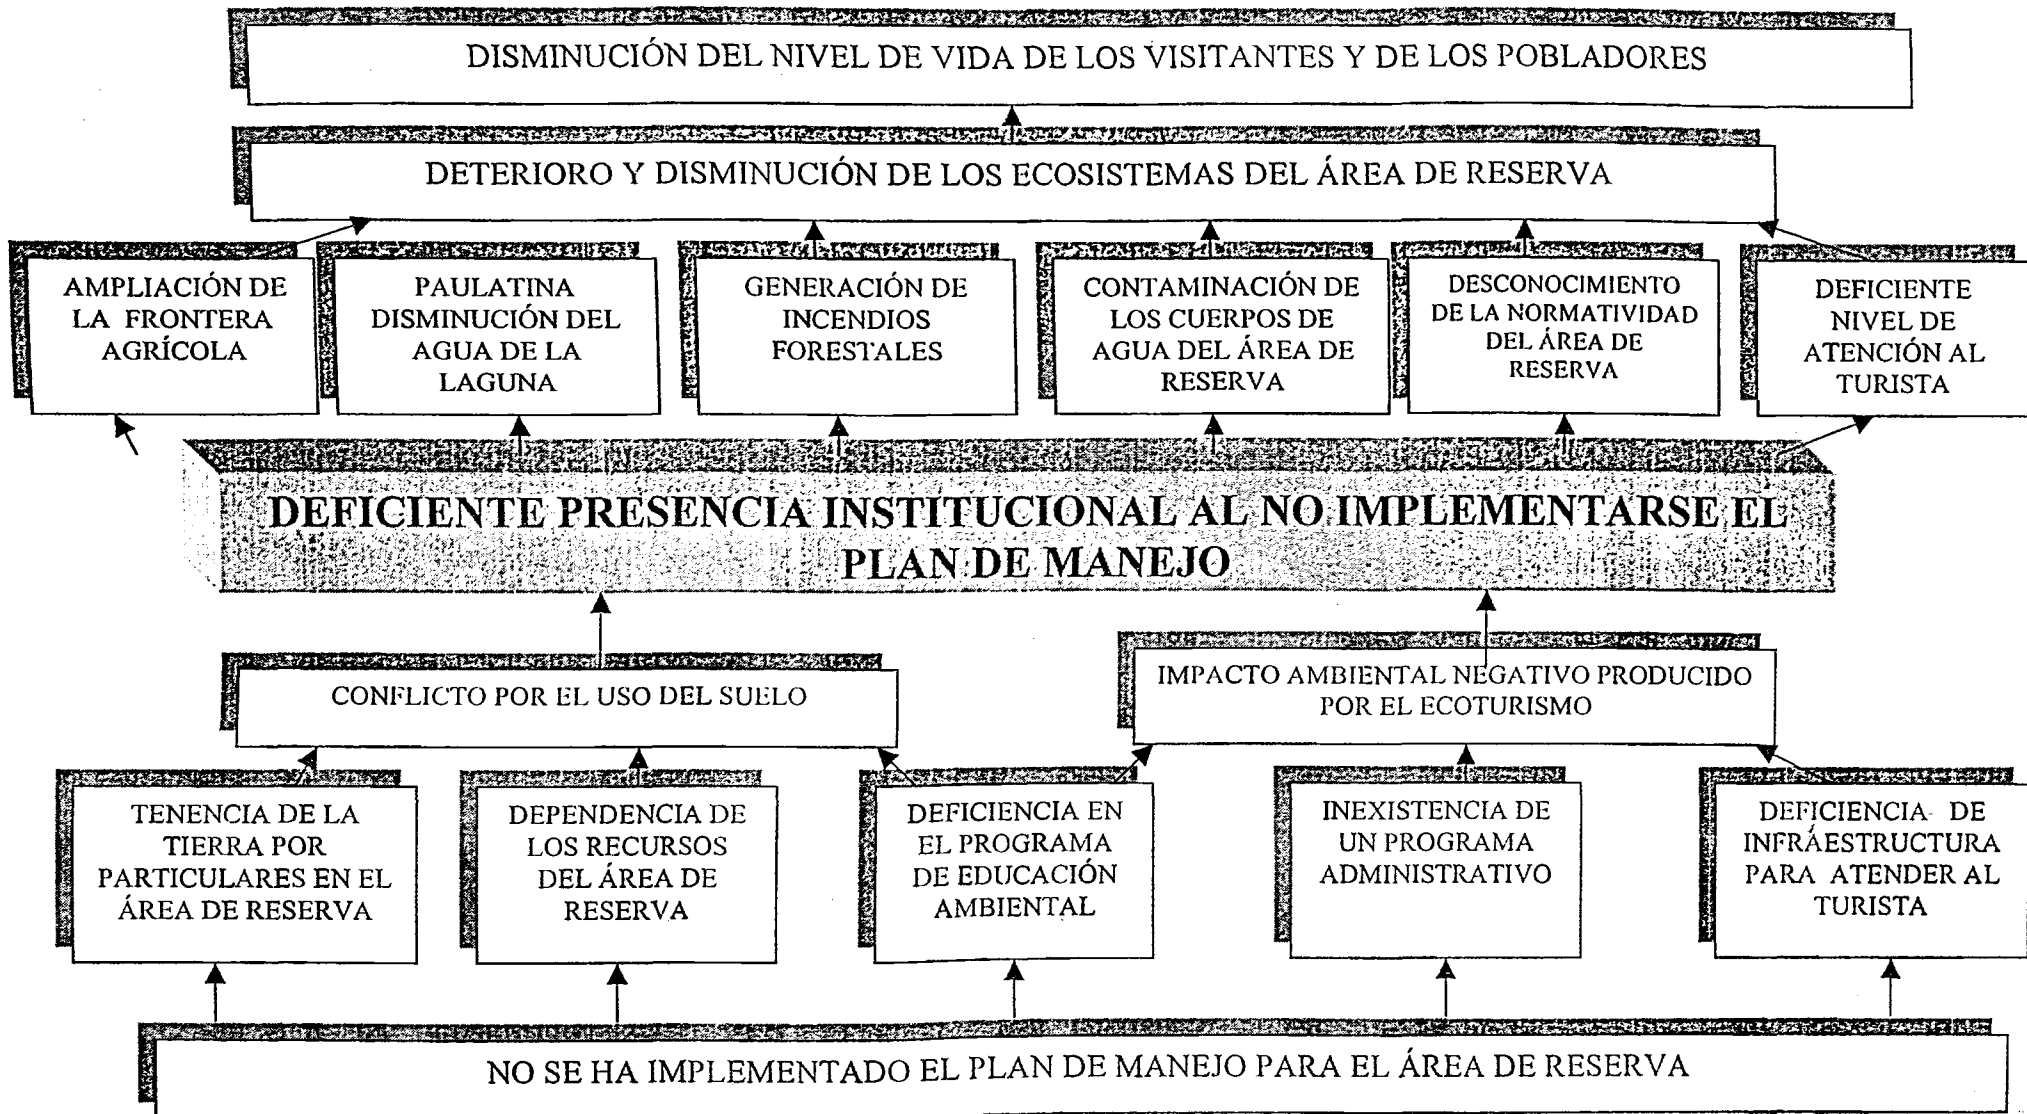 DISMINUCIÓN DEL NIVEL DE VIDA DE LOS VISITANTES Y DE LOS POBLADORES
DETERIORO Y DISMINUCIÓN DE LOS ECOSISTEMAS DEL ÁREA DE RESERVA
AMPLIACIÓN DE
LA FRONTERA
AGRÍCOLA
PAULATINA
DISMINUCIÓN DEL
AGUA DE LA
LAGUNA
GENERACIÓN DE
INCENDIOS
FORESTALES
CONTAMINACIÓN DE
LOS CUERPOS DE
AGUA DEL ÁREA DE
RESERVA
DESCONOCIMIENTO
DE LA NORMATIVIDAD
DEL ÁREA DE
RESERVA
DEFICIENTE
NIVEL DE
ATENCIÓN AL
TURISTA
DEFICIENTE PRESENCIA INSTITUCIONAL AL NO IMPLEMENTARSE EL
PLAN DE MANEJO
CONFLICTO POR EL USO DEL SUELO
IMPACTO AMBIENTAL NEGATIVO PRODUCIDO
POR EL ECOTURISMO
TENENCIA DE LA
TIERRA POR
PARTICULARES EN EL
ÁREA DE RESERVA
DEPENDENCIA DE
LOS RECURSOS
DEL ÁREA DE
RESERVA
DEFICIENCIA EN
EL PROGRAMA
DE EDUCACIÓN
AMBIENTAL
INEXISTENCIA DE
UN PROGRAMA
ADMINISTRATIVO
DEFICIENCIA DE
INFRAESTRUCTURA
PARA ATENDER AL
TURISTA
NO SE HA IMPLEMENTADO EL PLAN DE MANEJO PARA EL ÁREA DE RESERVA